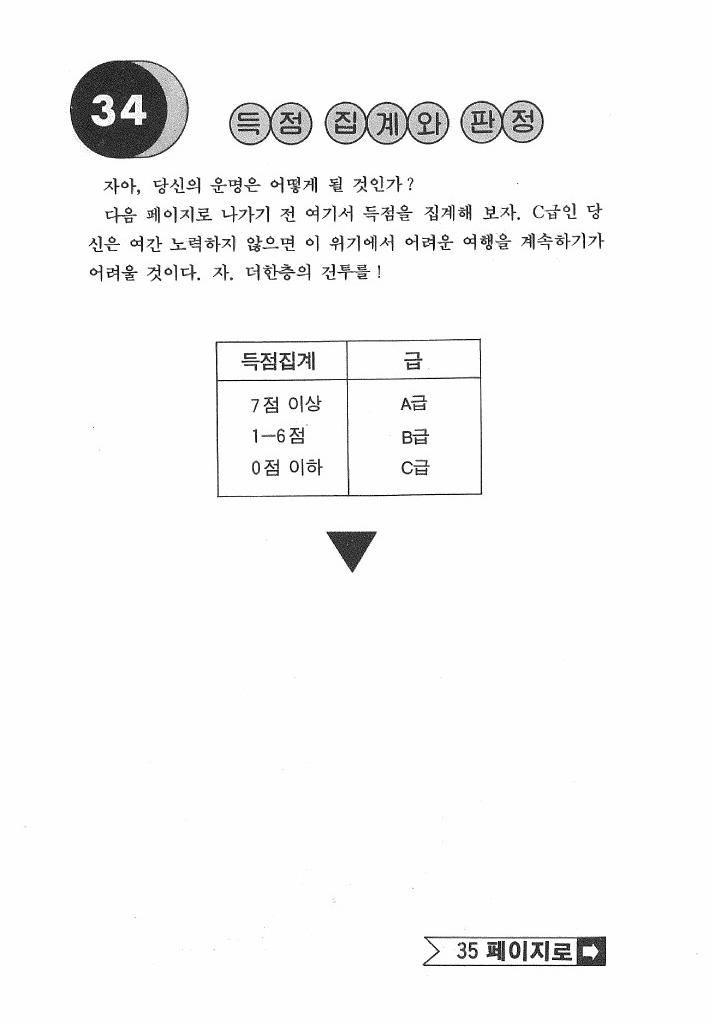 34
득점 집계와 판정
자아, 당신의 운명은 어떻게 될 것인가?
다음 페이지로 나가기 전 여기서 득점을 집계해 보자. C급인 당
신은 여간 노력하지 않으면 이 위기에서 어려운 여행을 계속하기가
어려울 것이다. 자. 더한층의 건투를!
득점집계 급
7점 이상 A급
1—6점 B급
0점 이하 C급
35 페이지로